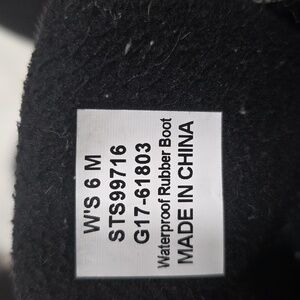 W'S 6 M
STS99716
G17-61803
Waterproof Rubber Boot
MADE IN CHINA